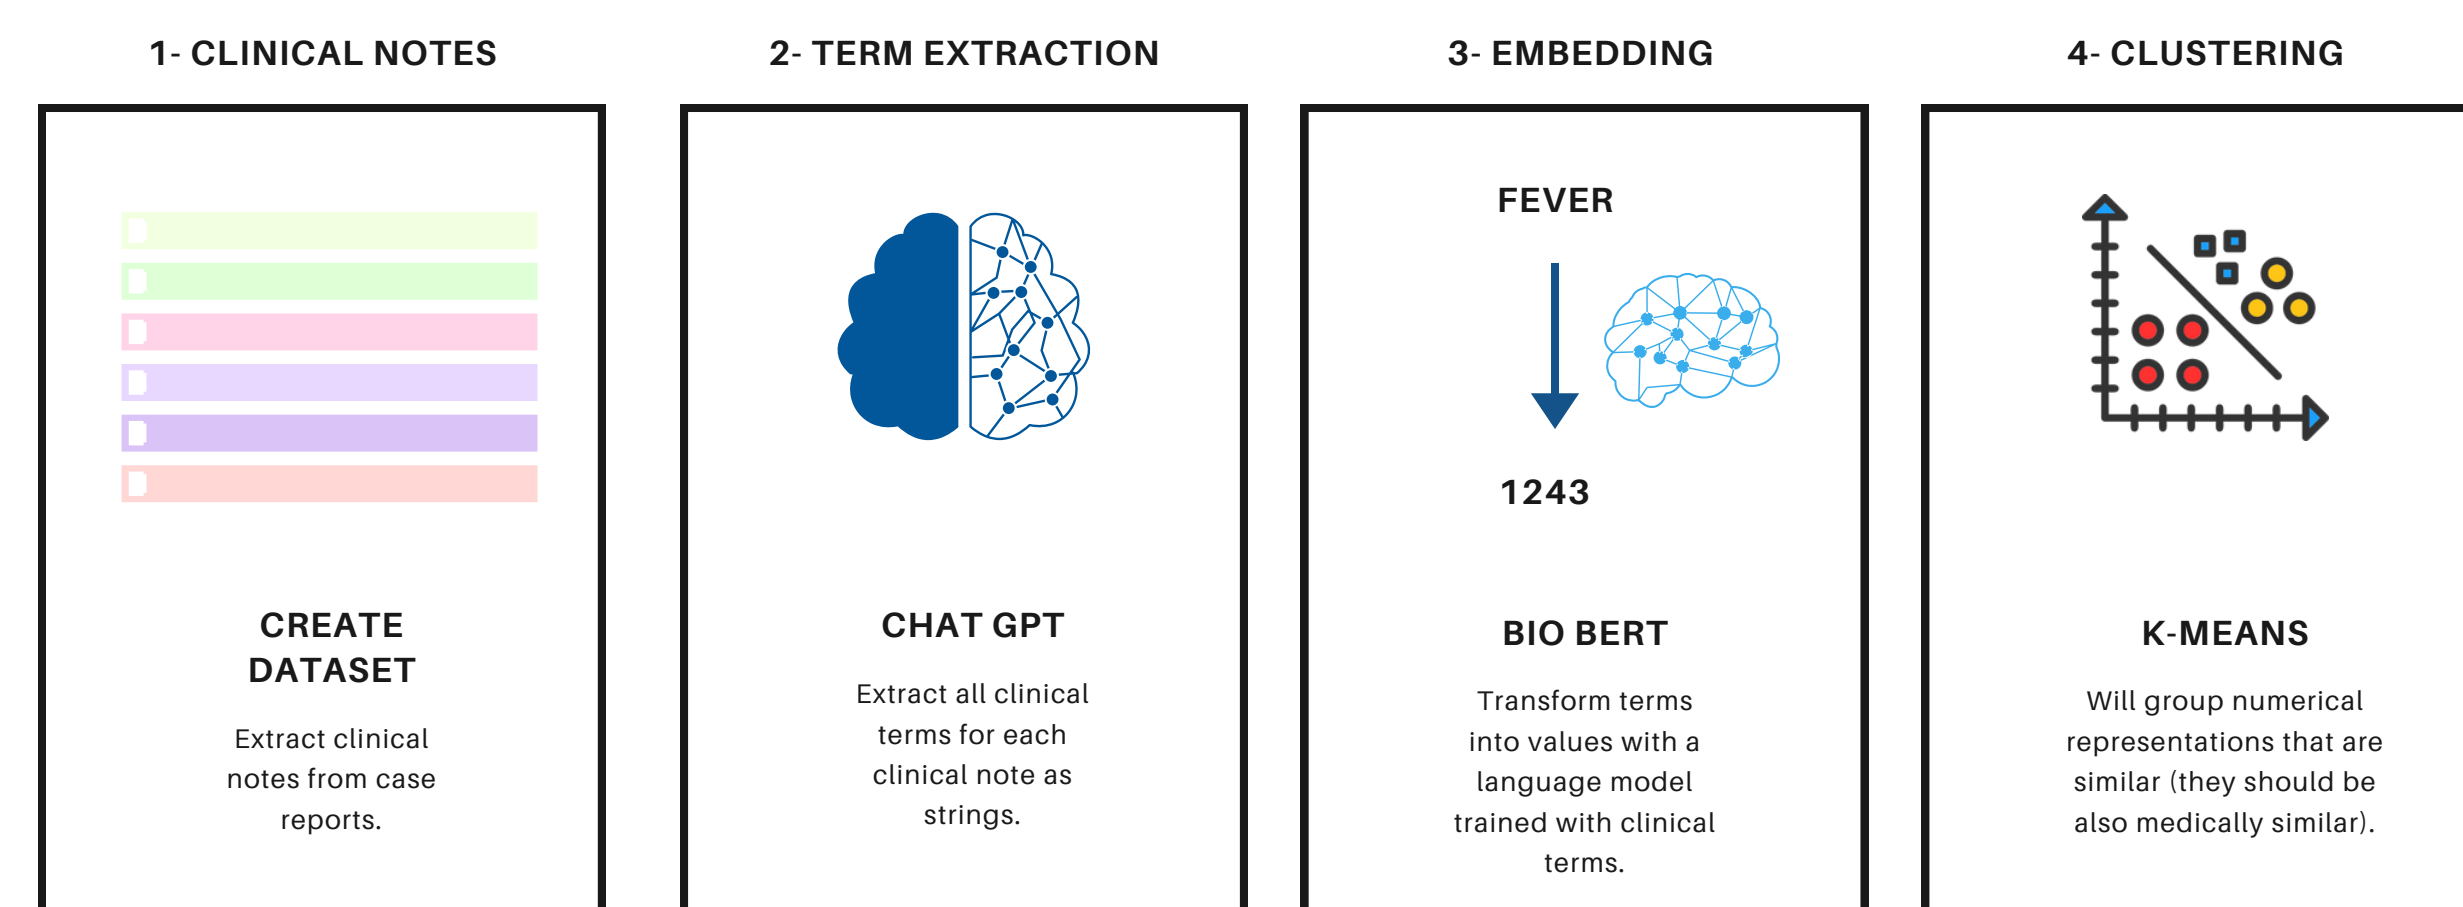 1- CLINICAL NOTES
CREATE
DATASET
Extract clinical
notes from case
reports.
2- TERM EXTRACTION
CHAT GPT
Extract all clinical
terms for each
clinical note as
strings.
3- EMBEDDING
FEVER
1243
BIO BERT
Transform terms
into values with a
language model
trained with clinical
terms.
4- CLUSTERING
K-MEANS
Will group numerical
representations that are
similar (they should be
also medically similar).